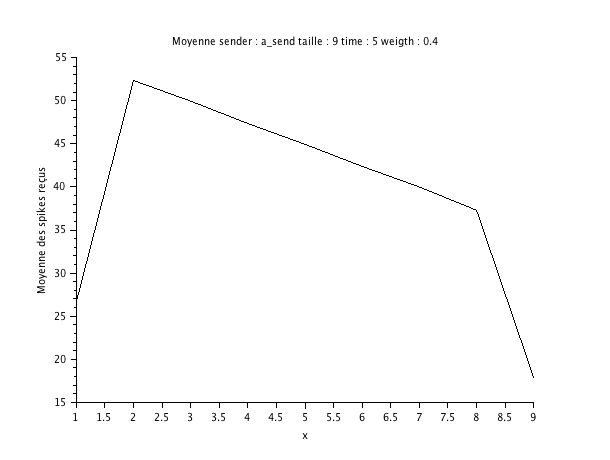 Moyenne sender : a_send taille : 9 time : 5 weigth : 0.4
55
50
45
40
35
30
25
20
15
Moyenne des spikes reçus
1 1.5 2 2.5 3 3.5 4 4.5 5 5.5 6 6.5 7 7.5 8 8.5 9
x